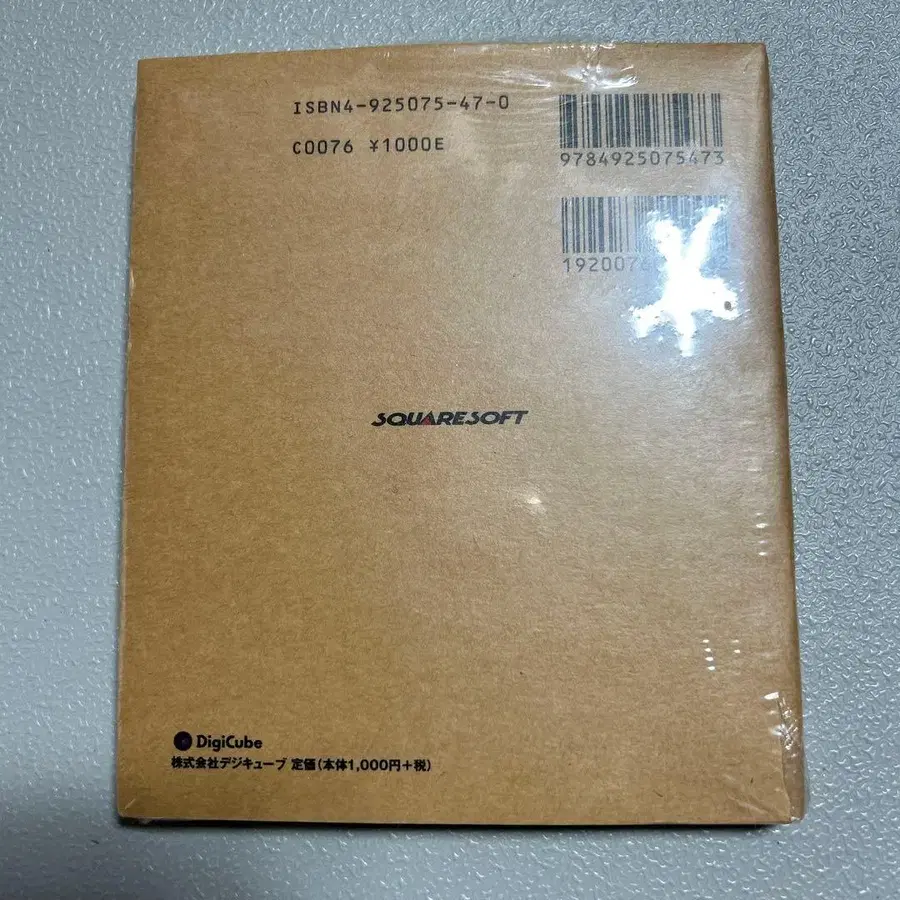 ISBN4-925075-47-0
C0076 ¥1000E
9784925075473
SQUARESOFT
DigiCube
株式会社デジキューブ 定価(本体1,000円+税)